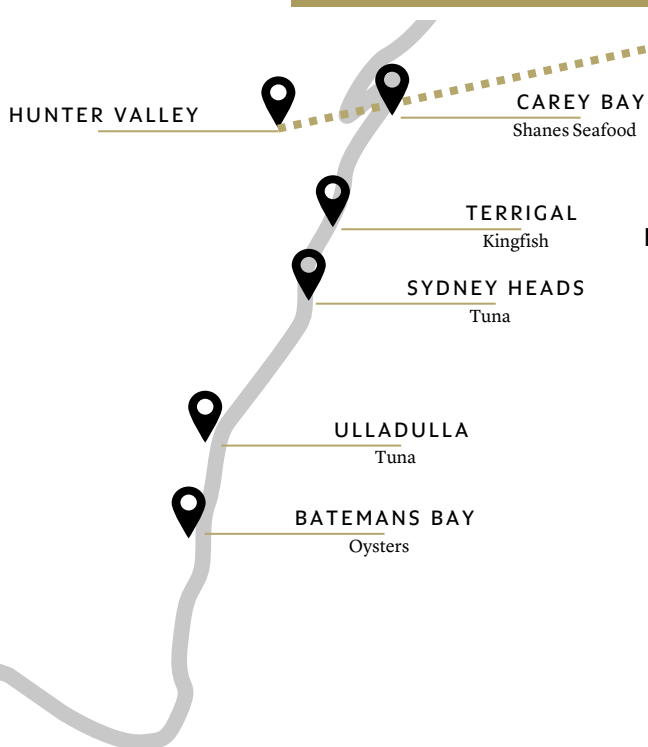 HUNTER VALLEY
CAREY BAY
Shanes Seafood
TERRIGAL
Kingfish
SYDNEY HEADS
Tuna
ULLADULLA
Tuna
BATEMANS BAY
Oysters